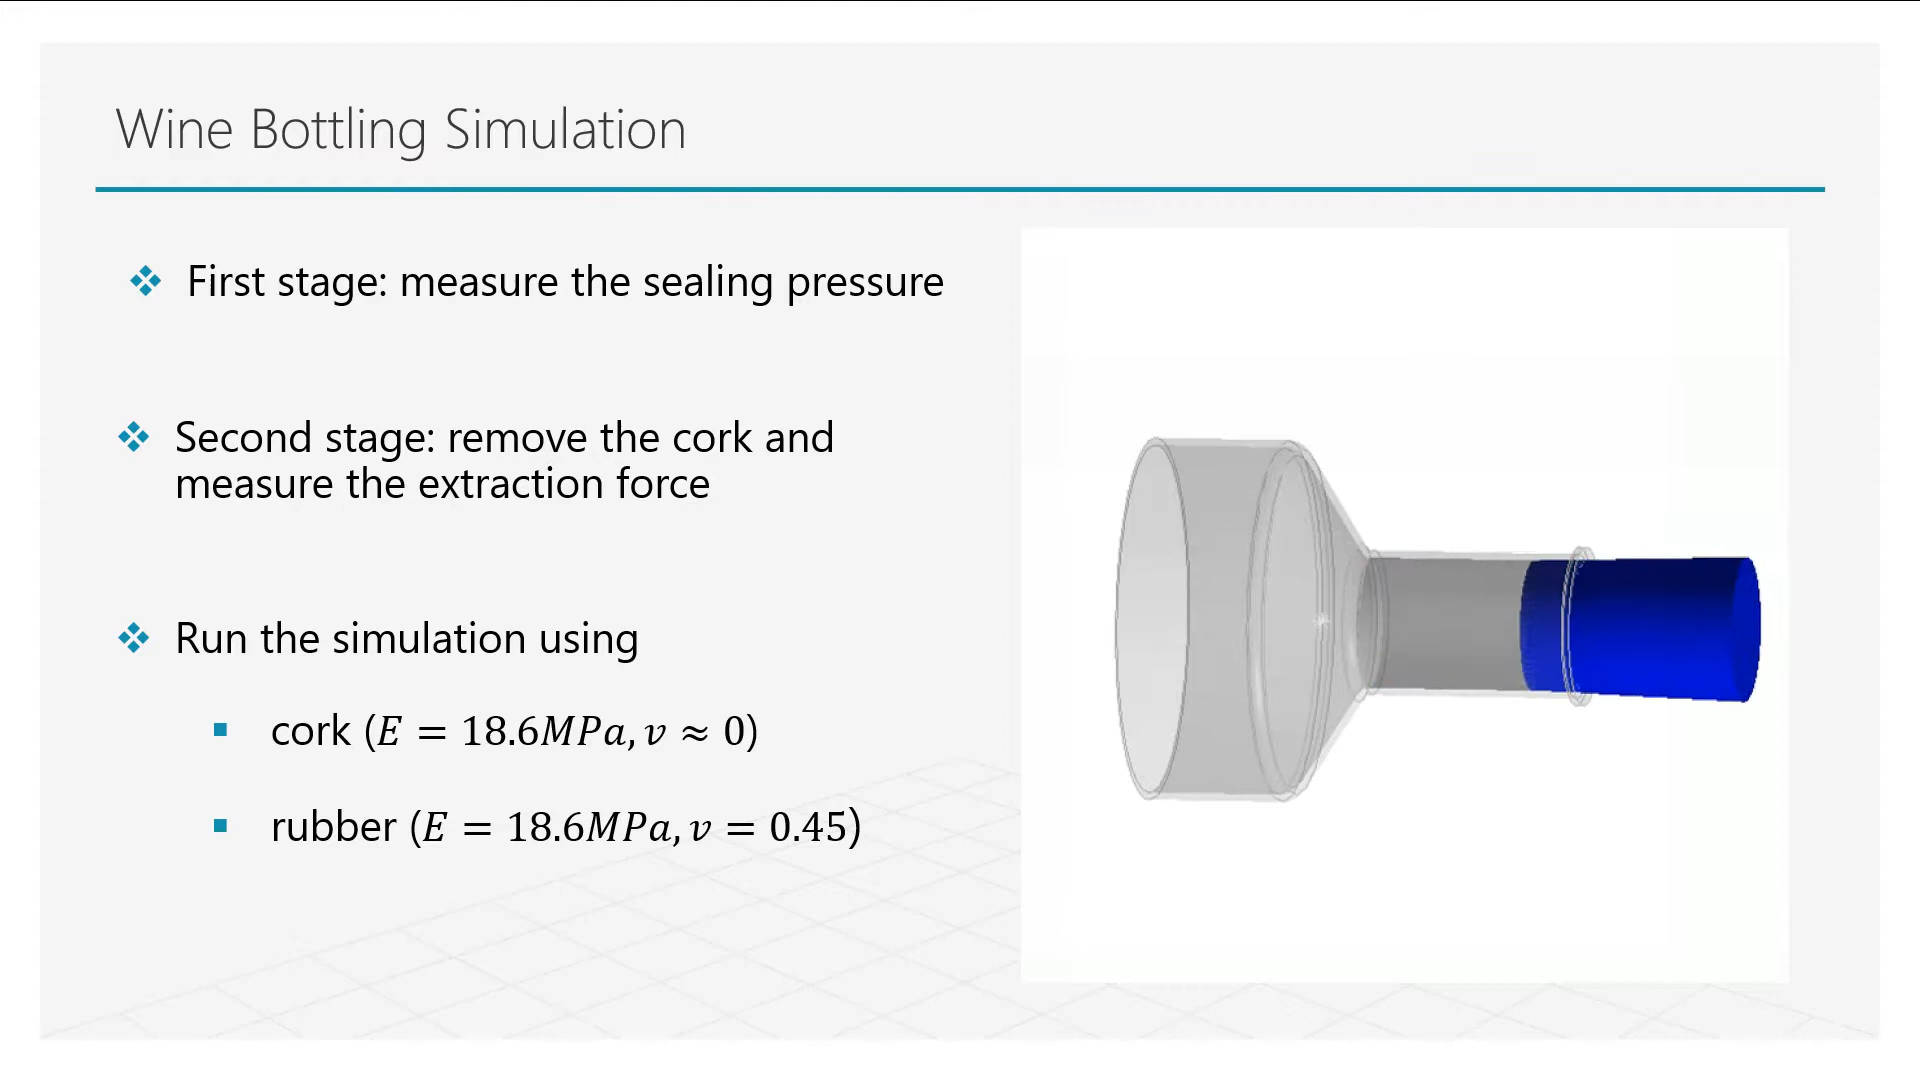 Wine Bottling Simulation
First stage: measure the sealing pressure
Second stage: remove the cork and
measure the extraction force
Run the simulation using
cork (E = 18.6MPa, ν ≈ 0)
rubber (E = 18.6MPa, ν = 0.45)